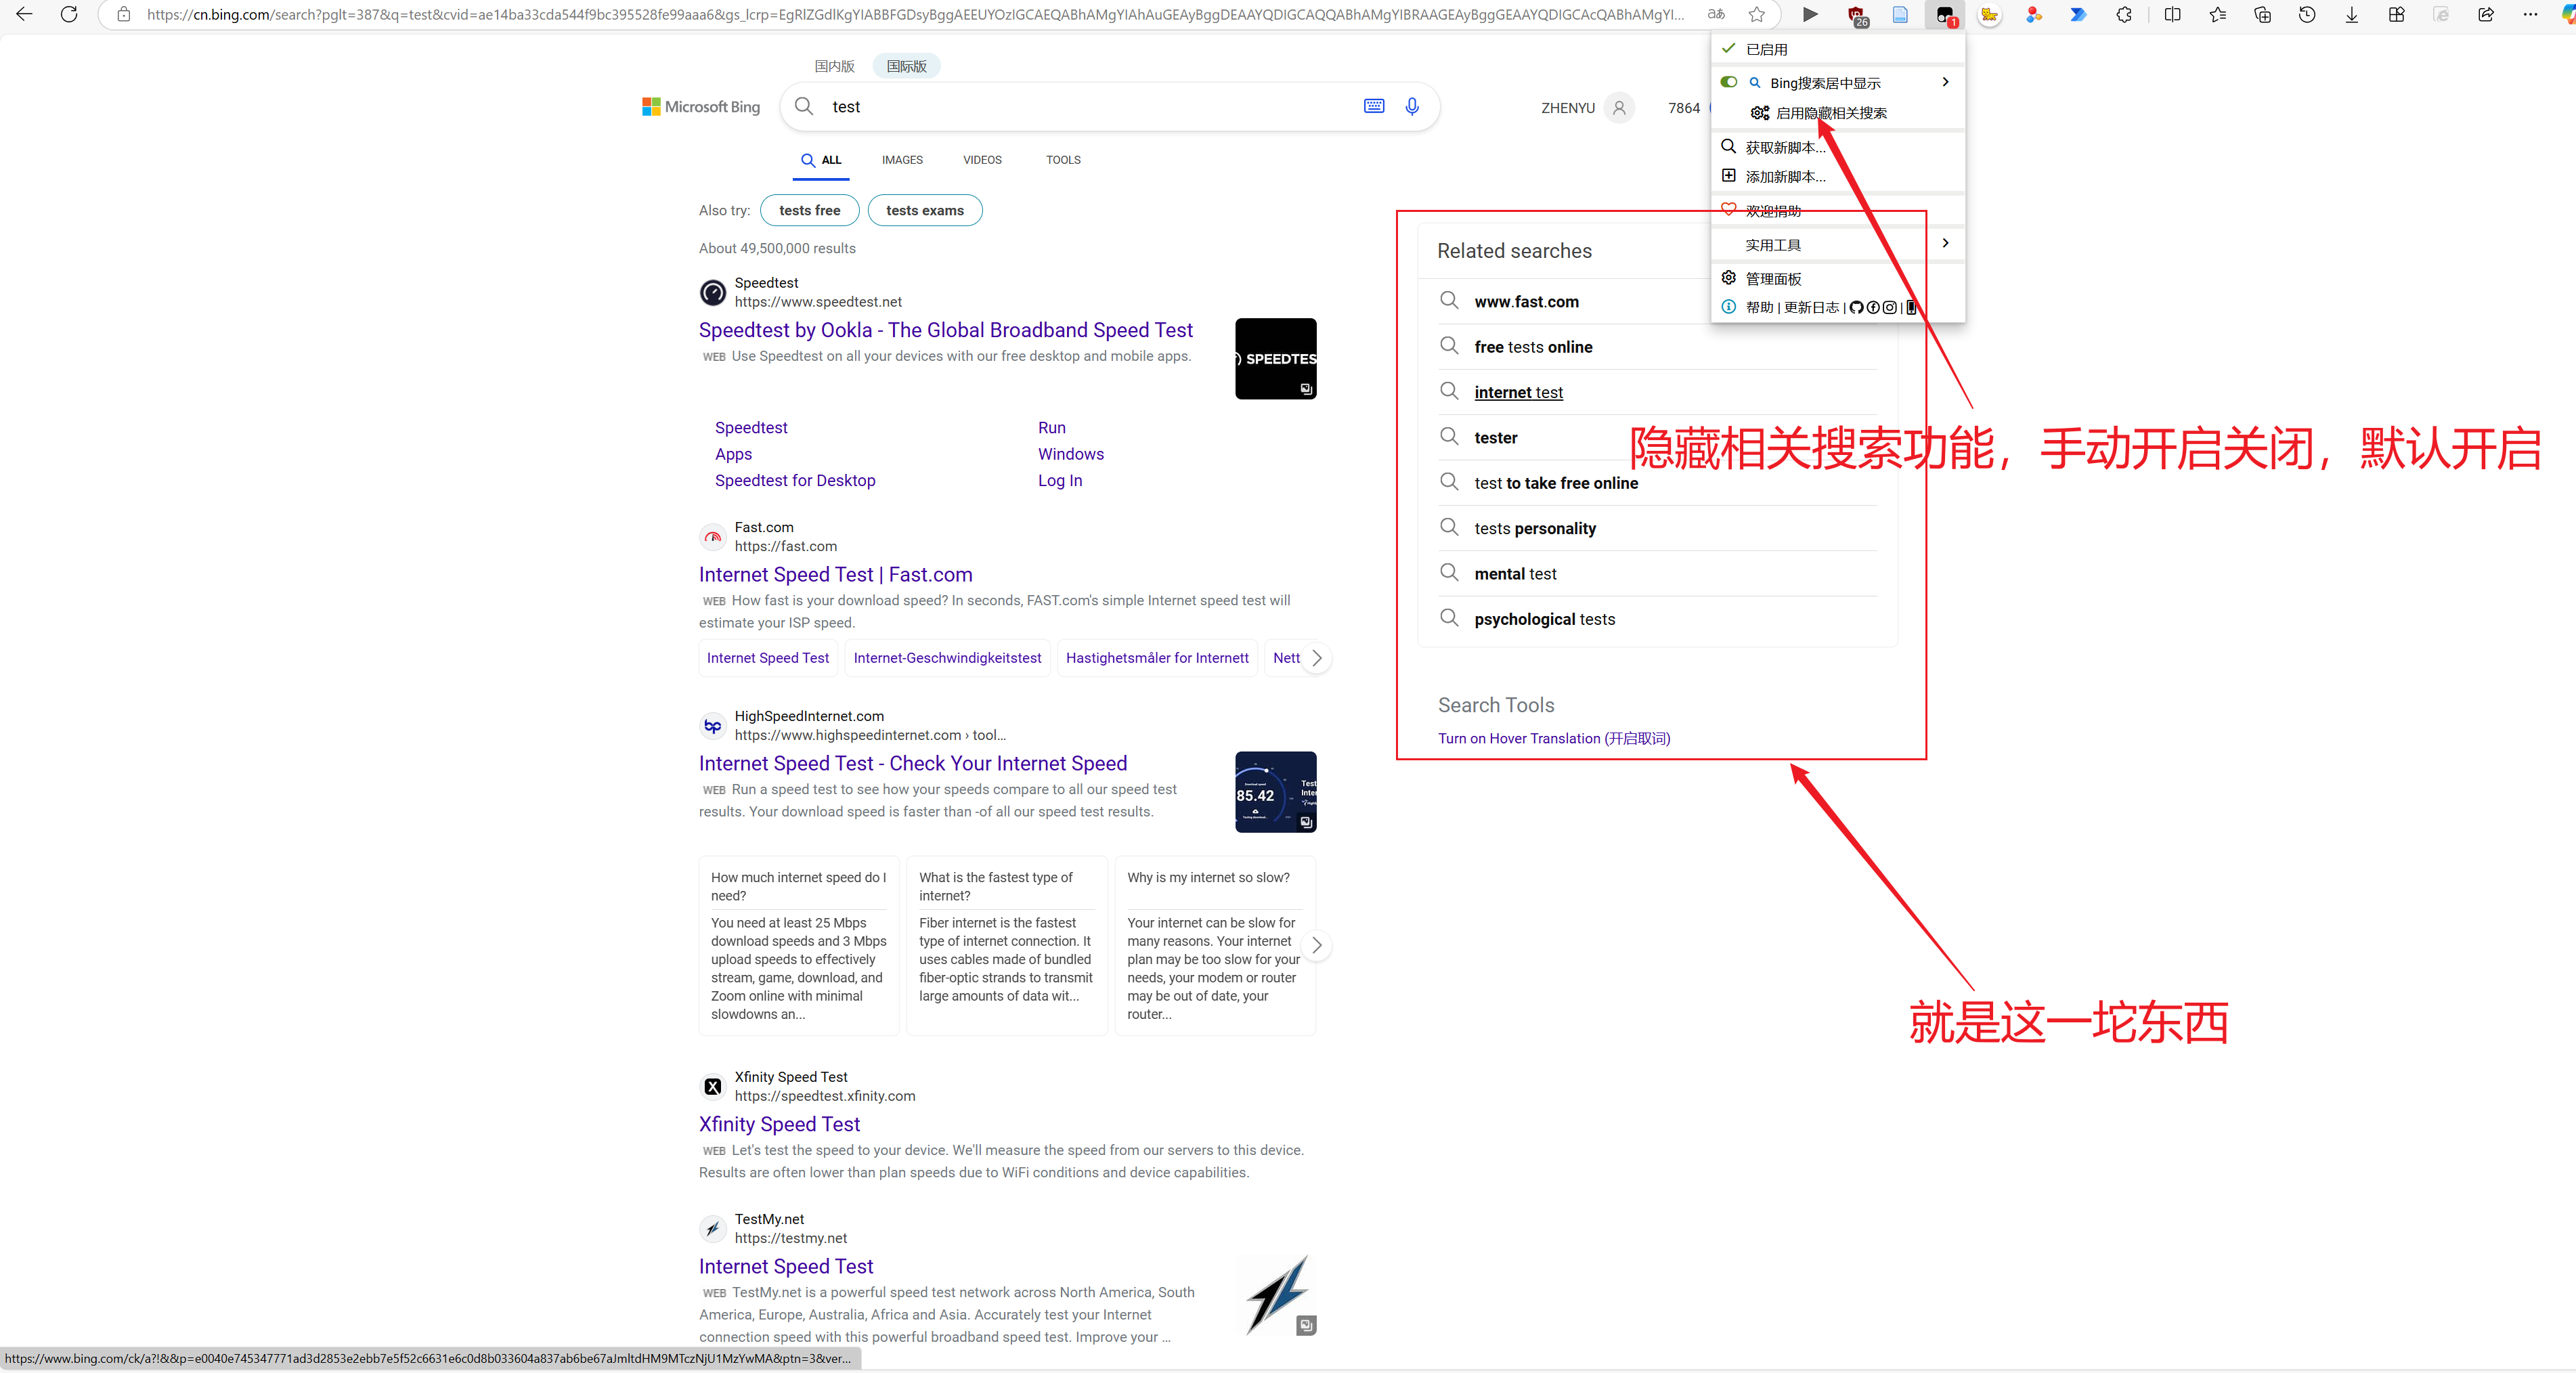 https://cn.bing.com/search?pglt=387&q=test&cvid=ae14ba33cda544f9bc395528fe99aaa6&gs_lcrp=EgRlZGdlKgYIABBFGDsyBggAEEUYOzIGCAEQABhAMgYIAhAuGEAyBggDEAAYQDIGCAQQABhAMgYIBRAAGEAyBggGEAAYQDIGCAcQABhAMgYI...
26
1
国内版 国际版
Microsoft Bing
test
ZHENYU
7864
ALL IMAGES VIDEOS TOOLS
Also try: tests free tests exams
About 49,500,000 results
Speedtest
https://www.speedtest.net
Speedtest by Ookla - The Global Broadband Speed Test
WEB Use Speedtest on all your devices with our free desktop and mobile apps.
SPEEDTES
Speedtest Run
Apps Windows
Speedtest for Desktop Log In
Fast.com
https://fast.com
Internet Speed Test | Fast.com
WEB How fast is your download speed? In seconds, FAST.com's simple Internet speed test will
estimate your ISP speed.
Internet Speed Test Internet-Geschwindigkeitstest Hastighetsmåler for Internett Nett
HighSpeedInternet.com
https://www.highspeedinternet.com › tool...
Internet Speed Test - Check Your Internet Speed
WEB Run a speed test to see how your speeds compare to all our speed test
results. Your download speed is faster than -of all our speed test results.
85.42
Test
Inte
How much internet speed do I
need?
You need at least 25 Mbps
download speeds and 3 Mbps
upload speeds to effectively
stream, game, download, and
Zoom online with minimal
slowdowns an...
What is the fastest type of
internet?
Fiber internet is the fastest
type of internet connection. It
uses cables made of bundled
fiber-optic strands to transmit
large amounts of data wit...
Why is my internet so slow?
Your internet can be slow for
many reasons. Your internet
plan may be too slow for your
needs, your modem or router
may be out of date, your
router...
Xfinity Speed Test
https://speedtest.xfinity.com
Xfinity Speed Test
WEB Let's test the speed to your device. We'll measure the speed from our servers to this device.
Results are often lower than plan speeds due to WiFi conditions and device capabilities.
TestMy.net
https://testmy.net
Internet Speed Test
WEB TestMy.net is a powerful speed test network across North America, South
America, Europe, Australia, Africa and Asia. Accurately test your Internet
connection speed with this powerful broadband speed test. Improve your ...
https://www.bing.com/ck/a?!&&p=e0040e745347771ad3d2853e2ebb7e5f52c6631e6c0d8b033604a837ab6be67aJmltdHM9MTczNjU1MzYwMA&ptn=3&ver...
Related searches
www.fast.com
free tests online
internet test
tester
test to take free online
tests personality
mental test
psychological tests
Search Tools
Turn on Hover Translation (开启取词)
已启用
Bing搜索居中显示
启用隐藏相关搜索
获取新脚本...
添加新脚本...
欢迎捐助
实用工具
管理面板
帮助 | 更新日志 |
隐藏相关搜索功能，手动开启关闭，默认开启
就是这一坨东西